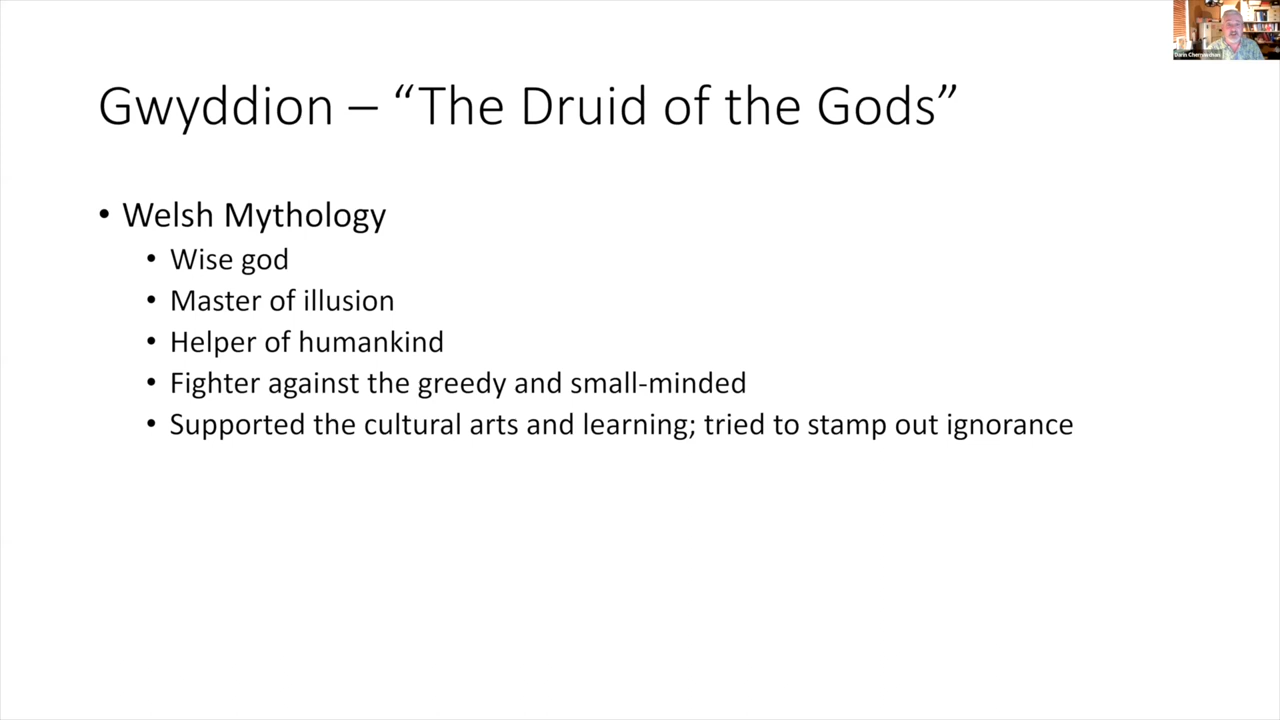 Gwyddion – “The Druid of the Gods”
• Welsh Mythology
• Wise god
• Master of illusion
• Helper of humankind
• Fighter against the greedy and small-minded
• Supported the cultural arts and learning; tried to stamp out ignorance